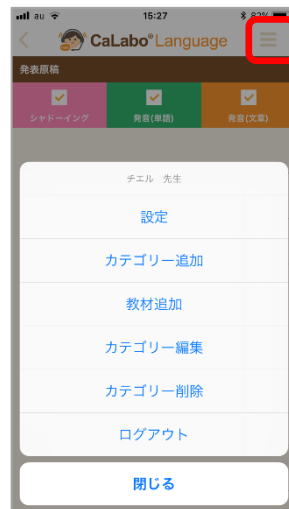 au 15:27 82%
CaLabo® Language
発表原稿
シャドーイング 発音(単語) 発音(文章)
チエル 先生
設定
カテゴリー追加
教材追加
カテゴリー編集
カテゴリー削除
ログアウト
閉じる